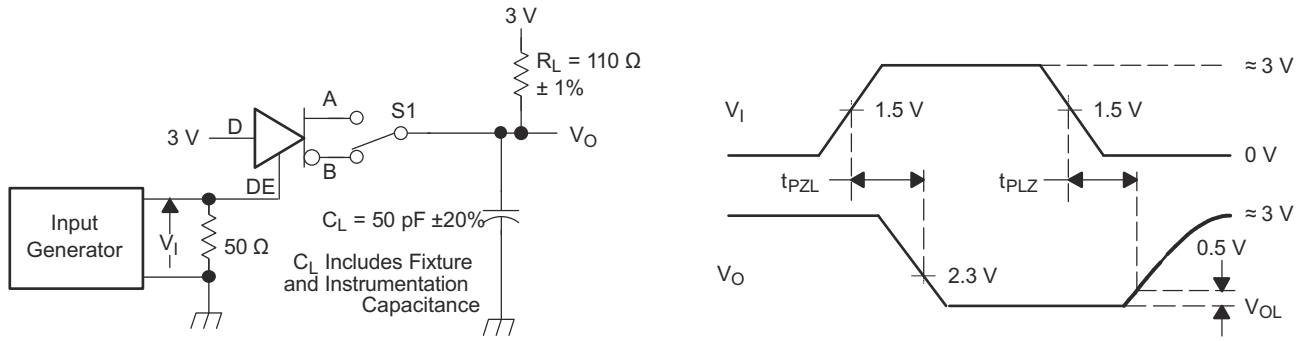 3 V
R_L = 110 Ω
± 1%
A
S1
D
3 V
V_O
B
DE
Input
Generator
V_I
50 Ω
C_L = 50 pF ±20%
C_L Includes Fixture
and Instrumentation
Capacitance
≈ 3 V
V_I
1.5 V
1.5 V
0 V
t_PZL
t_PLZ
≈ 3 V
0.5 V
V_O
2.3 V
V_OL